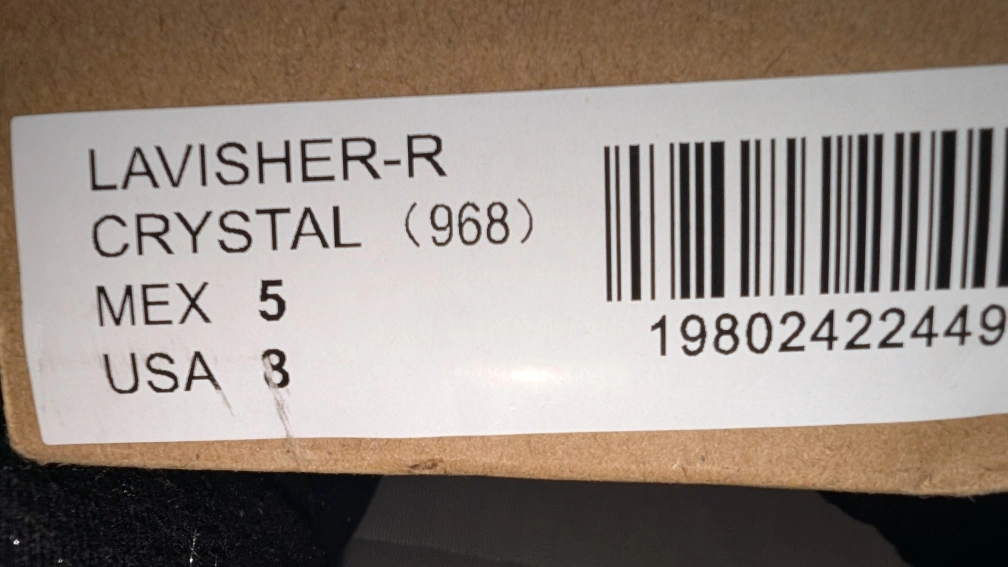 LAVISHER-R
CRYSTAL (968)
MEX 5
USA 8
19802422449